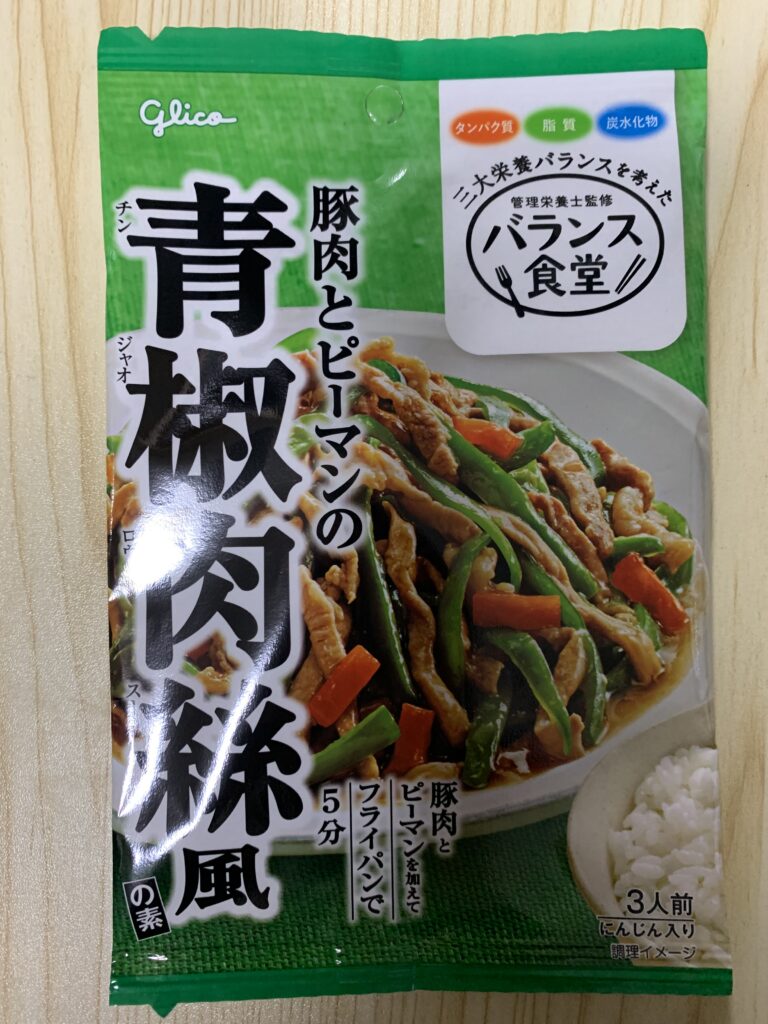 glico
タンパク質
脂質
炭水化物
三大栄養バランスを考えた
管理栄養士監修
バランス
食堂
豚肉とピーマンの
青椒肉絲風
チン
ジャオ
ロウ
ス
の素
豚肉と
ピーマンを加えて
フライパンで
5分
3人前
にんじん入り
調理イメージ